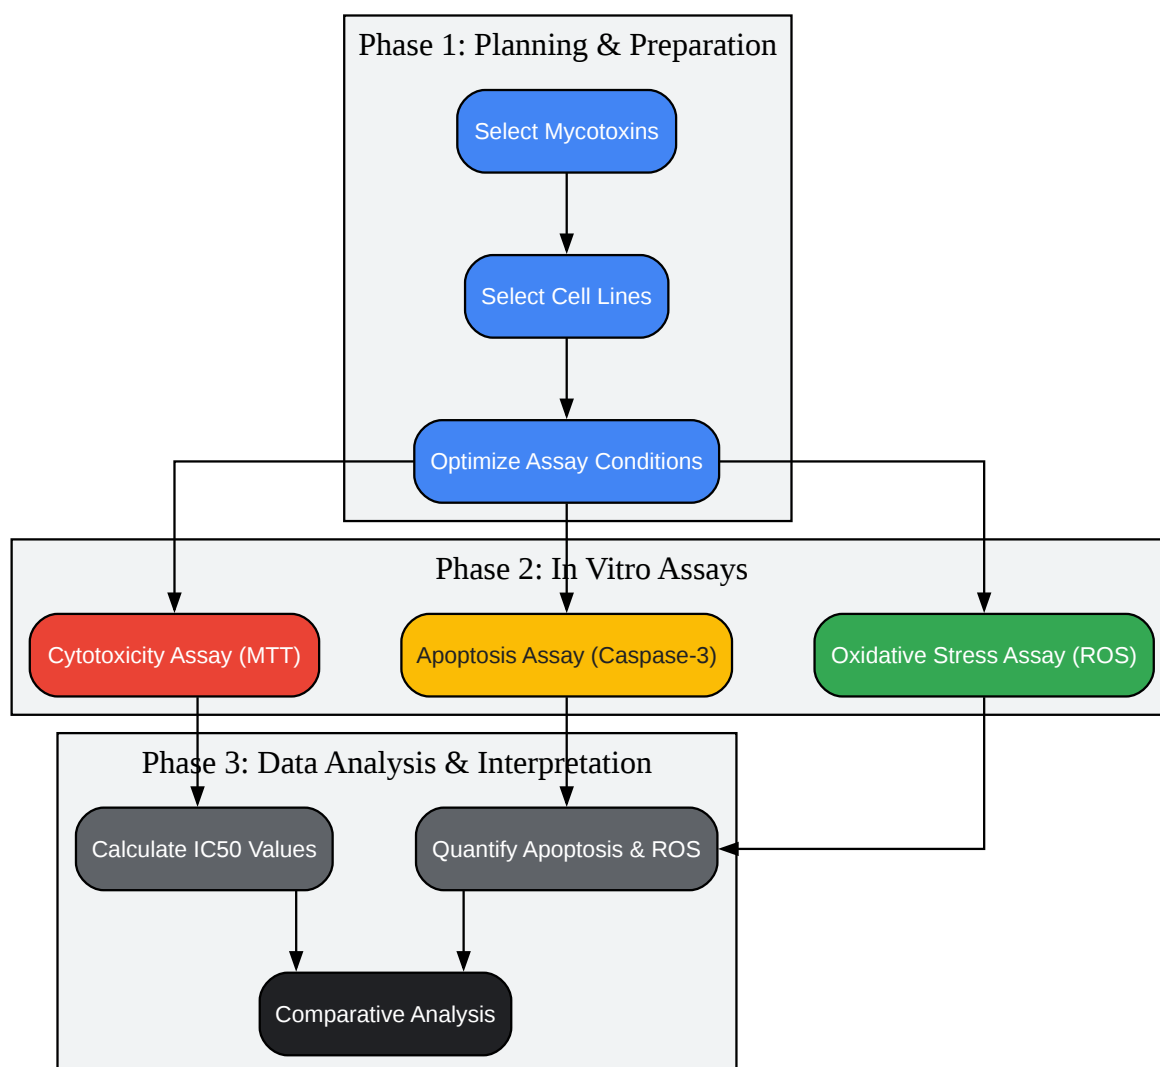 Phase 1: Planning & Preparation
Select Mycotoxins
Select Cell Lines
Optimize Assay Conditions
Phase 2: In Vitro Assays
Cytotoxicity Assay (MTT)
Apoptosis Assay (Caspase-3)
Oxidative Stress Assay (ROS)
Phase 3: Data Analysis & Interpretation
Calculate IC50 Values
Quantify Apoptosis & ROS
Comparative Analysis